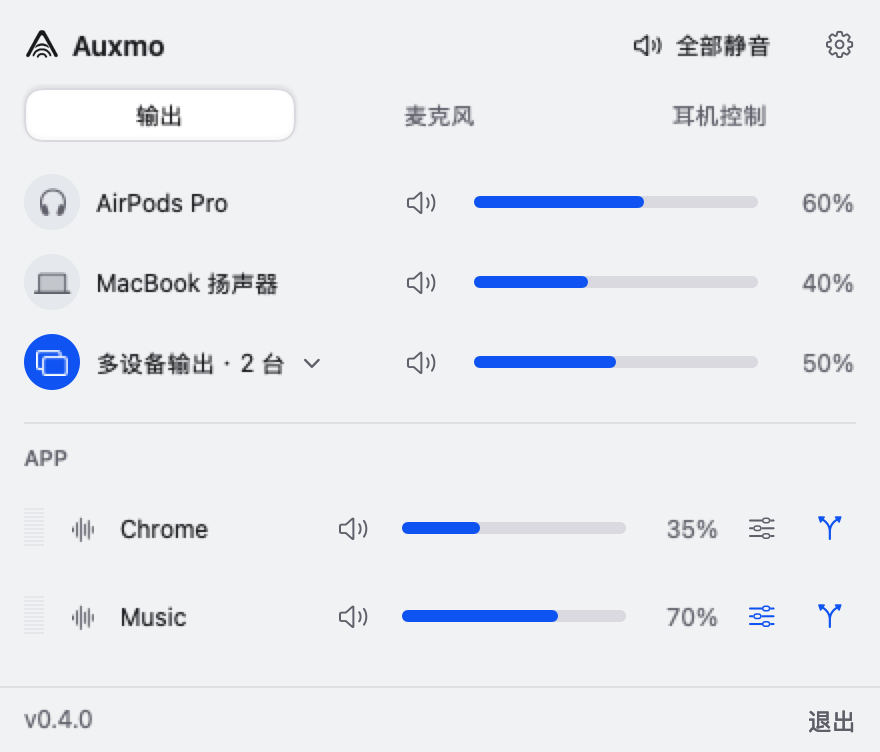 Auxmo 全部静音
输出 麦克风 耳机控制
AirPods Pro 60%
MacBook 扬声器 40%
多设备输出 · 2 台 50%
APP
Chrome 35%
Music 70%
v0.4.0 退出